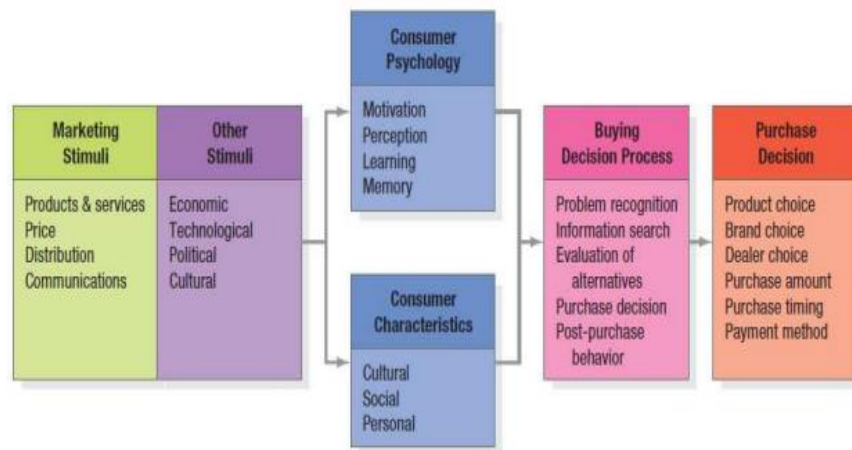 Marketing
Stimuli
Products & services
Price
Distribution
Communications
Other
Stimuli
Economic
Technological
Political
Cultural
Consumer
Psychology
Motivation
Perception
Learning
Memory
Consumer
Characteristics
Cultural
Social
Personal
Buying
Decision Process
Problem recognition
Information search
Evaluation of
alternatives
Purchase decision
Post-purchase
behavior
Purchase
Decision
Product choice
Brand choice
Dealer choice
Purchase amount
Purchase timing
Payment method